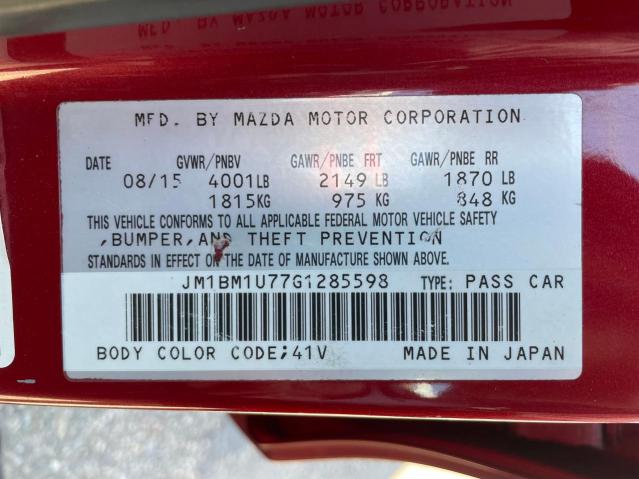 MFD. BY MAZDA MOTOR CORPORATION
DATE GVWR/PNBV GAWR/PNBE FRT GAWR/PNBE RR
08/15 4001LB 2149 LB 1870 LB
1815KG 975 KG 848 KG
THIS VEHICLE CONFORMS TO ALL APPLICABLE FEDERAL MOTOR VEHICLE SAFETY
,BUMPER,AND THEFT PREVENTION
STANDARDS IN EFFECT ON THE DATE OF MANUFACTURE SHOWN ABOVE.
JM1BM1U77G1285598 TYPE: PASS CAR
BODY COLOR CODE;41V MADE IN JAPAN